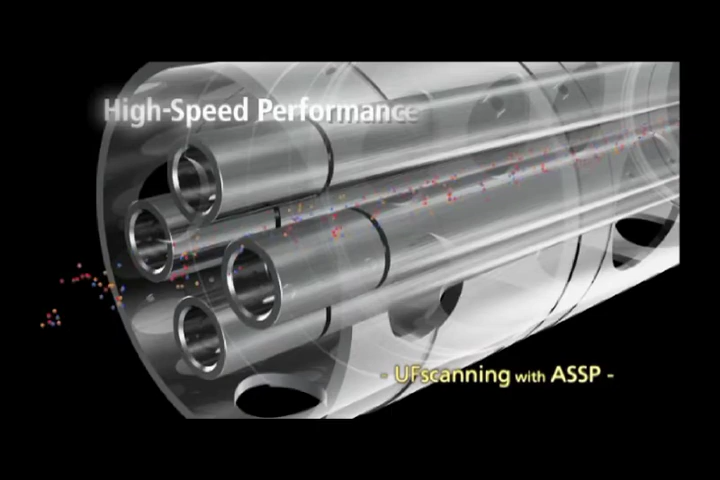 High-Speed Performance
- UFscanning with ASSP -